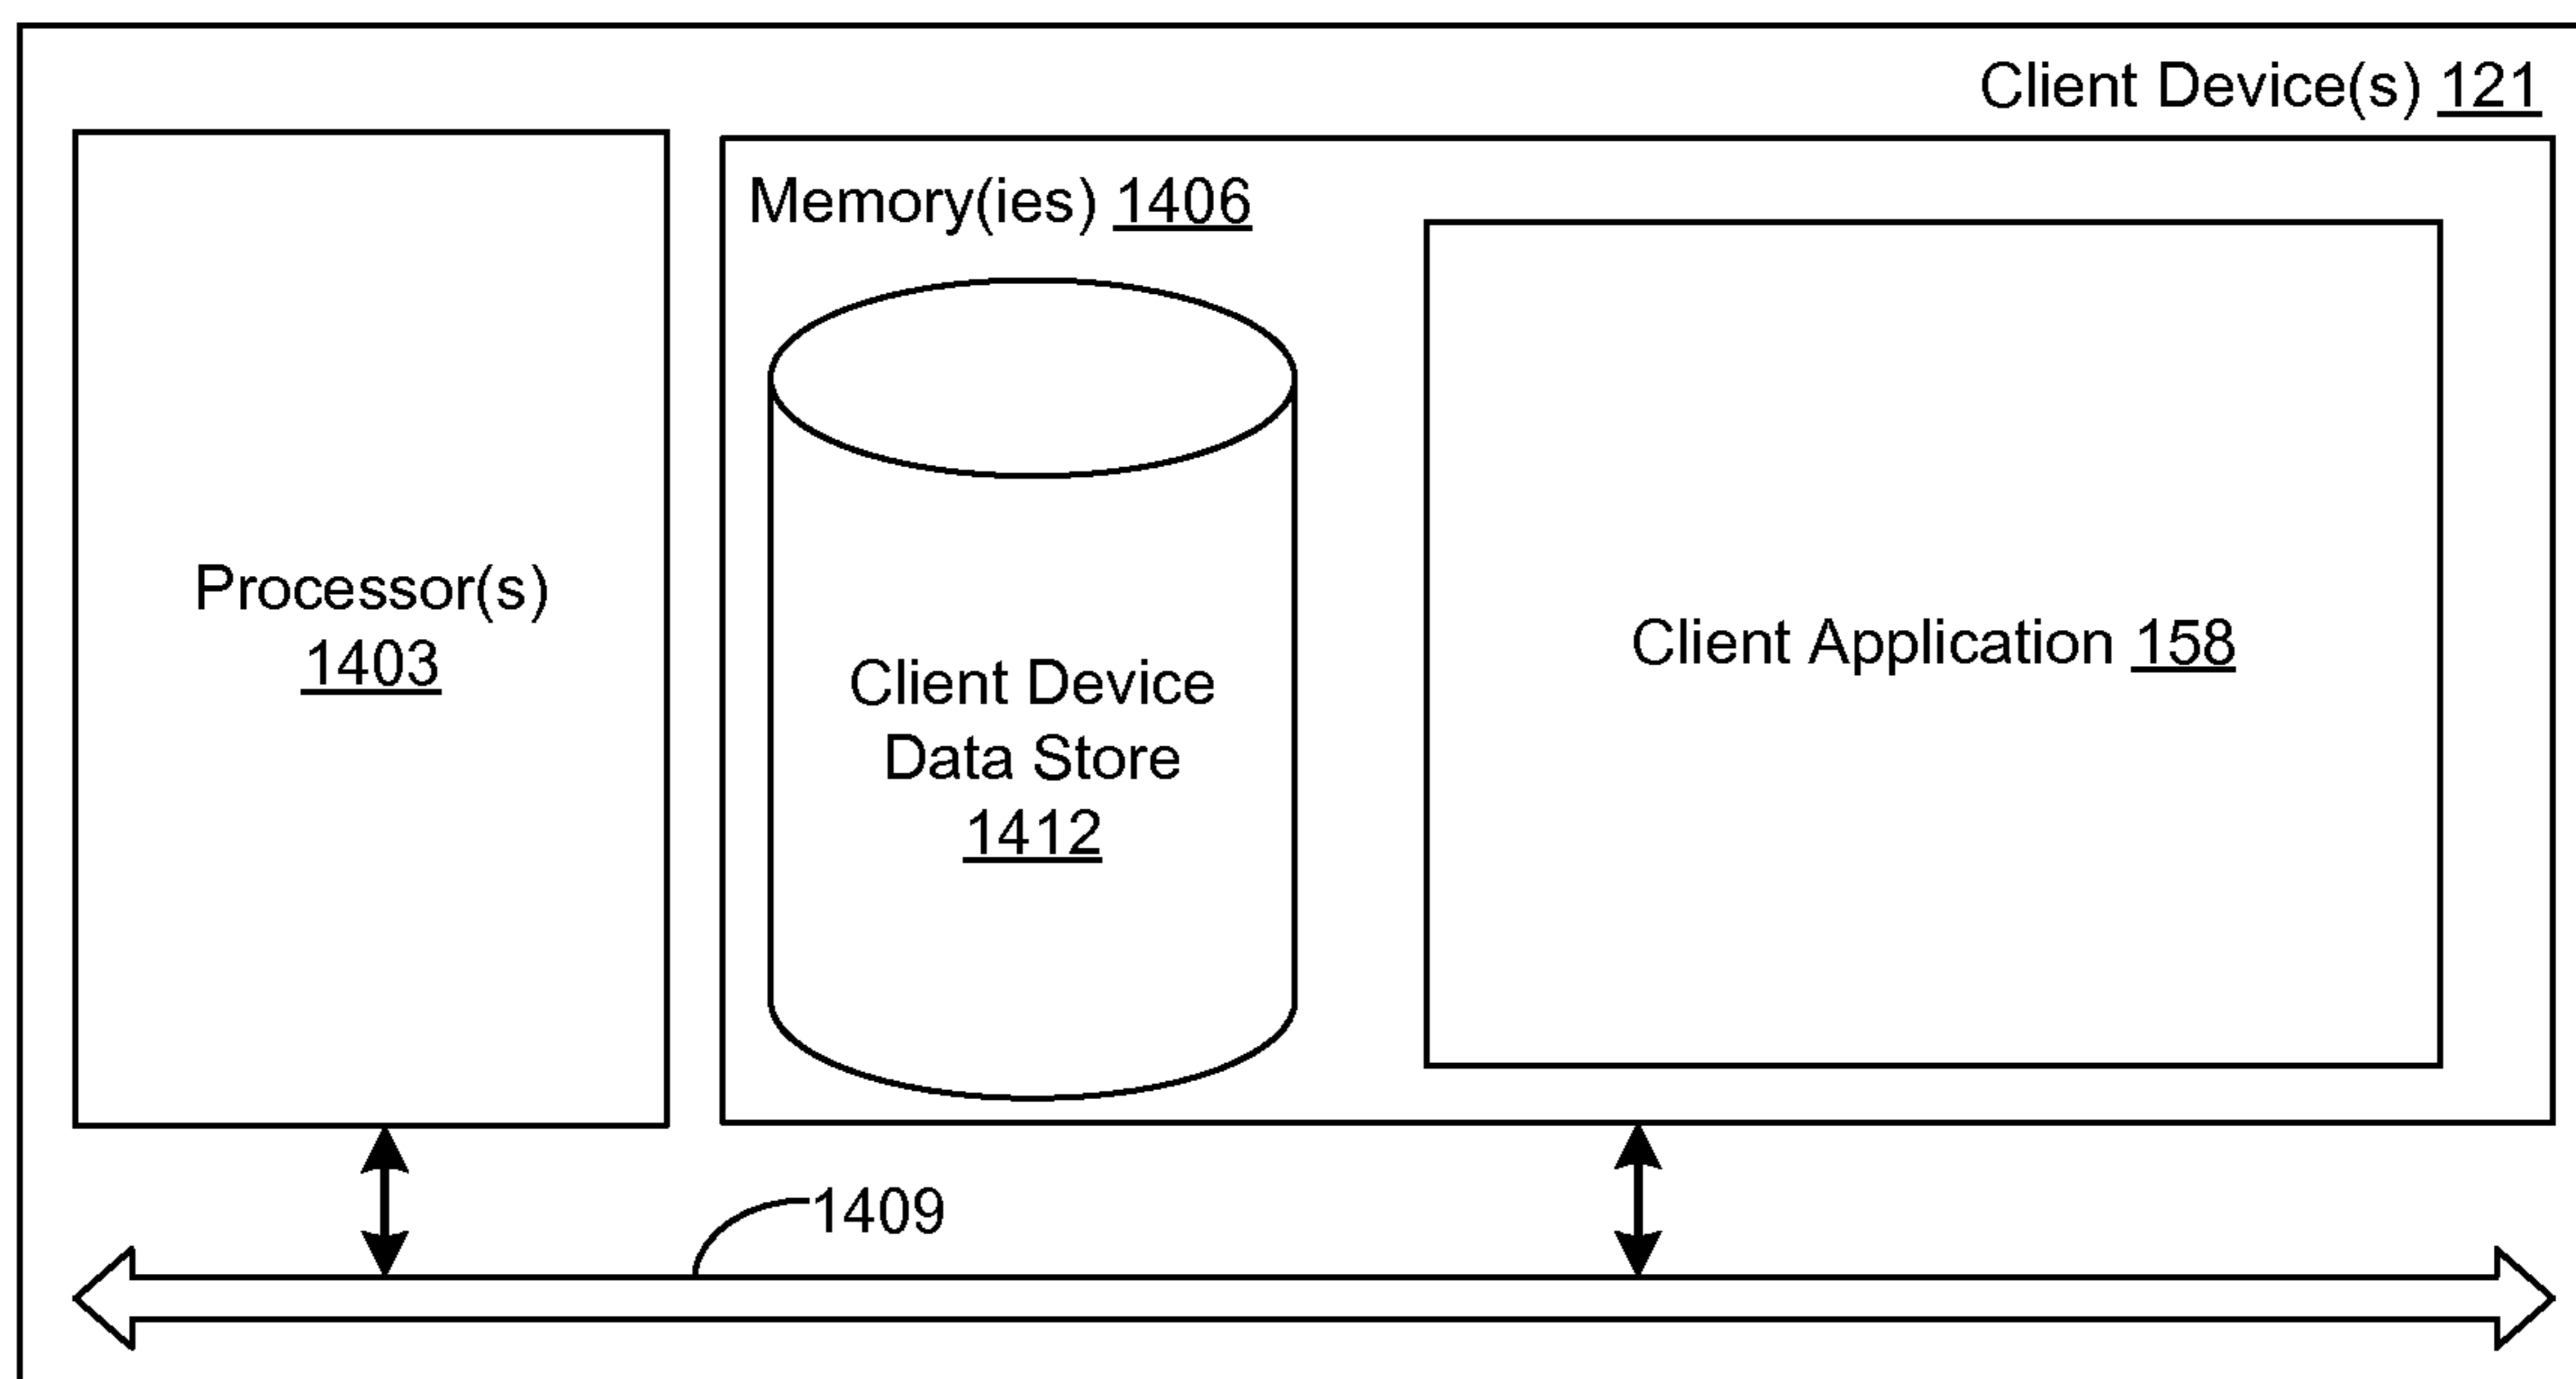 Client Device(s) 121
Memory(ies) 1406
Processor(s)
1403
Client Device
Data Store
1412
Client Application 158
1409